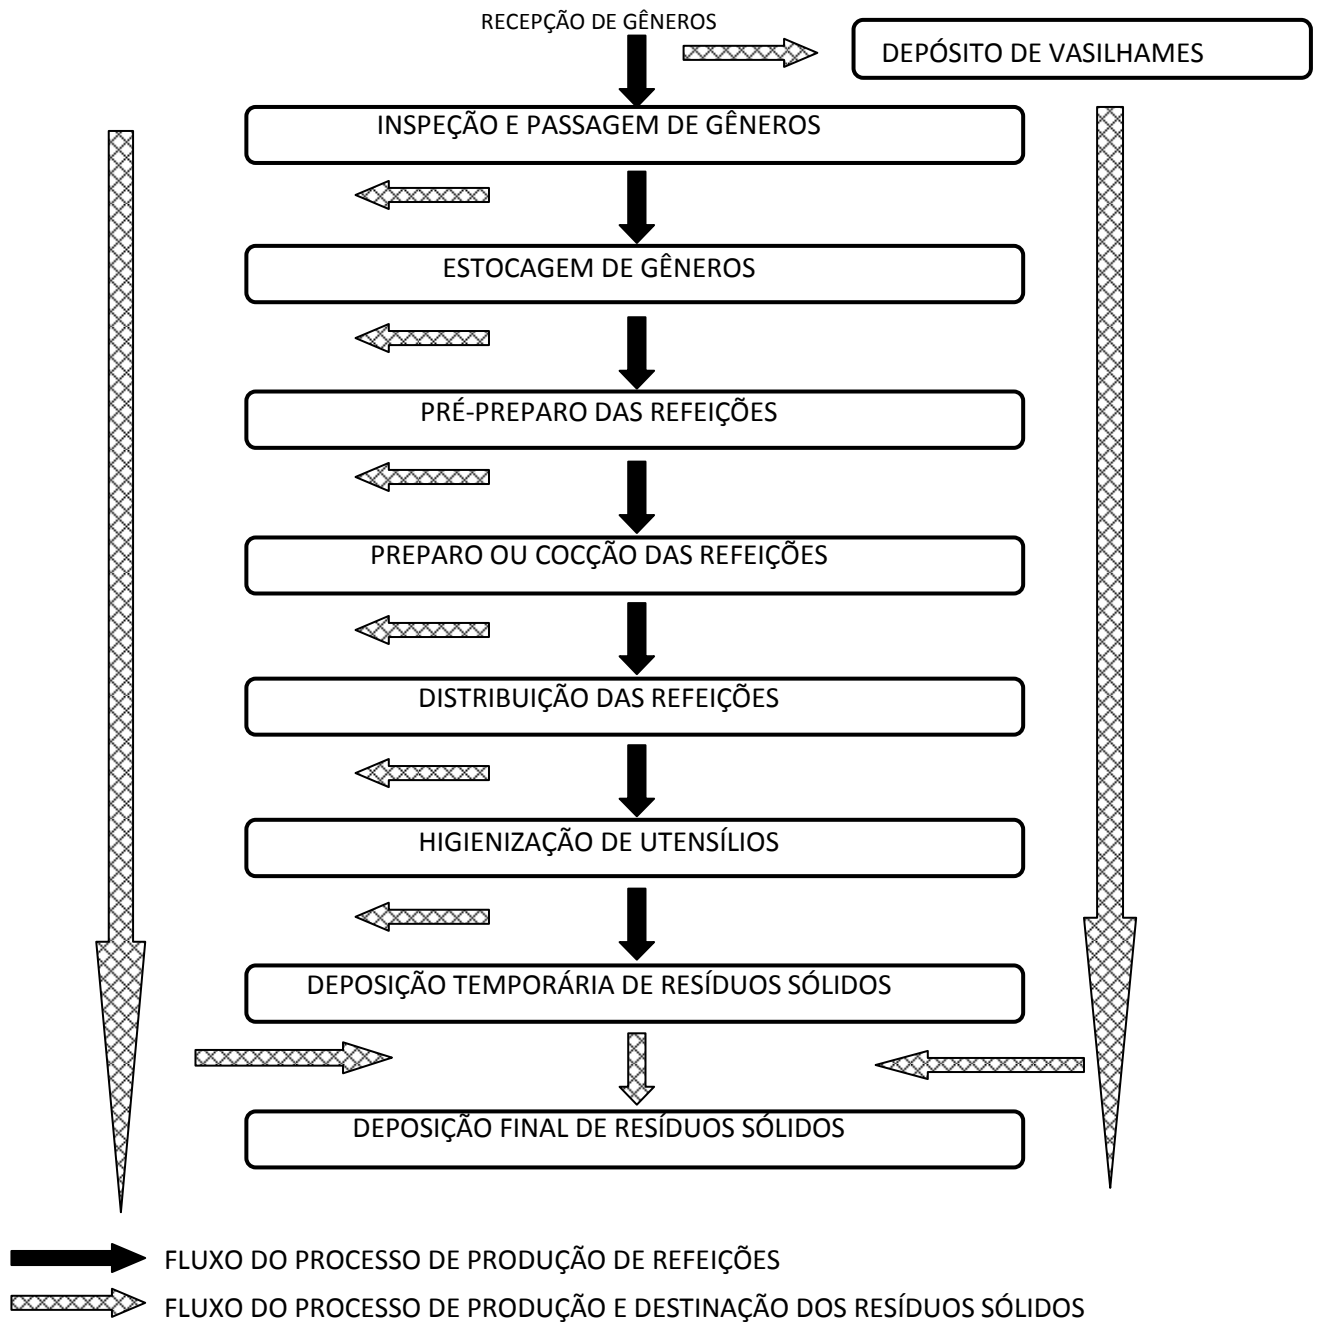 RECEPÇÃO DE GÊNEROS
DEPÓSITO DE VASILHAMES
INSPEÇÃO E PASSAGEM DE GÊNEROS
ESTOCAGEM DE GÊNEROS
PRÉ-PREPARO DAS REFEIÇÕES
PREPARO OU COCÇÃO DAS REFEIÇÕES
DISTRIBUIÇÃO DAS REFEIÇÕES
HIGIENIZAÇÃO DE UTENSÍLIOS
DEPOSIÇÃO TEMPORÁRIA DE RESÍDUOS SÓLIDOS
DEPOSIÇÃO FINAL DE RESÍDUOS SÓLIDOS
FLUXO DO PROCESSO DE PRODUÇÃO DE REFEIÇÕES
FLUXO DO PROCESSO DE PRODUÇÃO E DESTINAÇÃO DOS RESÍDUOS SÓLIDOS